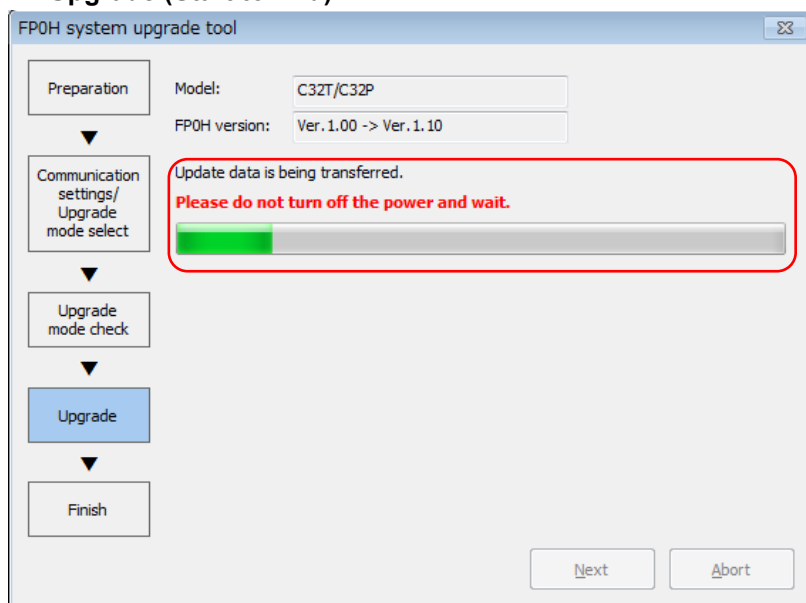 FP0H system upgrade tool
Preparation
▼
Communication
settings/
Upgrade
mode select
▼
Upgrade
mode check
▼
Upgrade
▼
Finish
Model: C32T/C32P
FP0H version: Ver.1.00 -> Ver.1.10
Update data is being transferred.
Please do not turn off the power and wait.
Next Abort